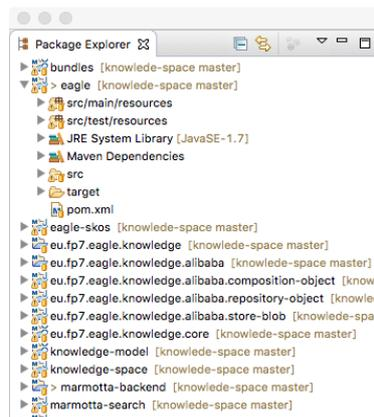 Package Explorer
bundles [knowlede-space master]
> eagle [knowlede-space master]
src/main/resources
src/test/resources
JRE System Library [JavaSE-1.7]
Maven Dependencies
src
target
pom.xml
eagle-skos [knowlede-space master]
eu.fp7.eagle.knowledge [knowlede-space master]
eu.fp7.eagle.knowledge.alibaba [knowlede-space master]
eu.fp7.eagle.knowledge.alibaba.composition-object [know
eu.fp7.eagle.knowledge.alibaba.repository-object [knowle
eu.fp7.eagle.knowledge.alibaba.store-blob [knowlede-spa
eu.fp7.eagle.knowledge.core [knowlede-space master]
knowledge-model [knowlede-space master]
knowledge-space [knowlede-space master]
> marmotta-backend [knowlede-space master]
marmotta-search [knowlede-space master]